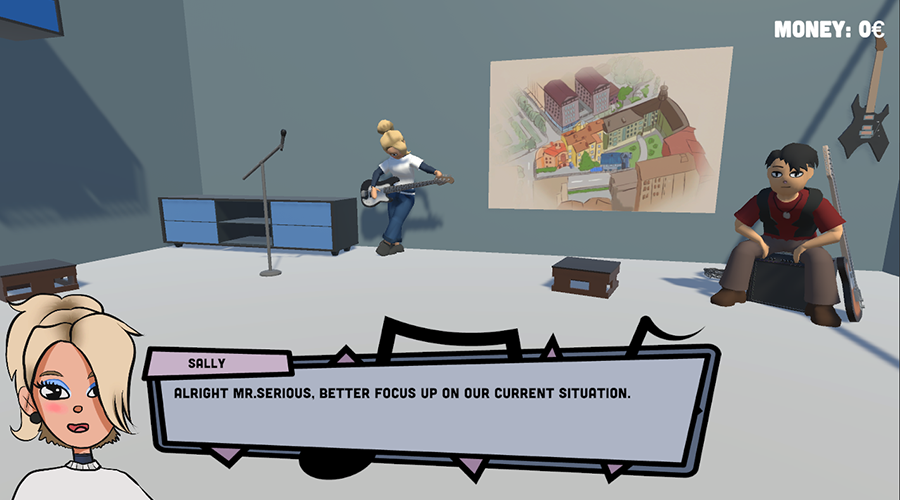 MONEY: 0€
SALLY
ALRIGHT MR.SERIOUS, BETTER FOCUS UP ON OUR CURRENT SITUATION.